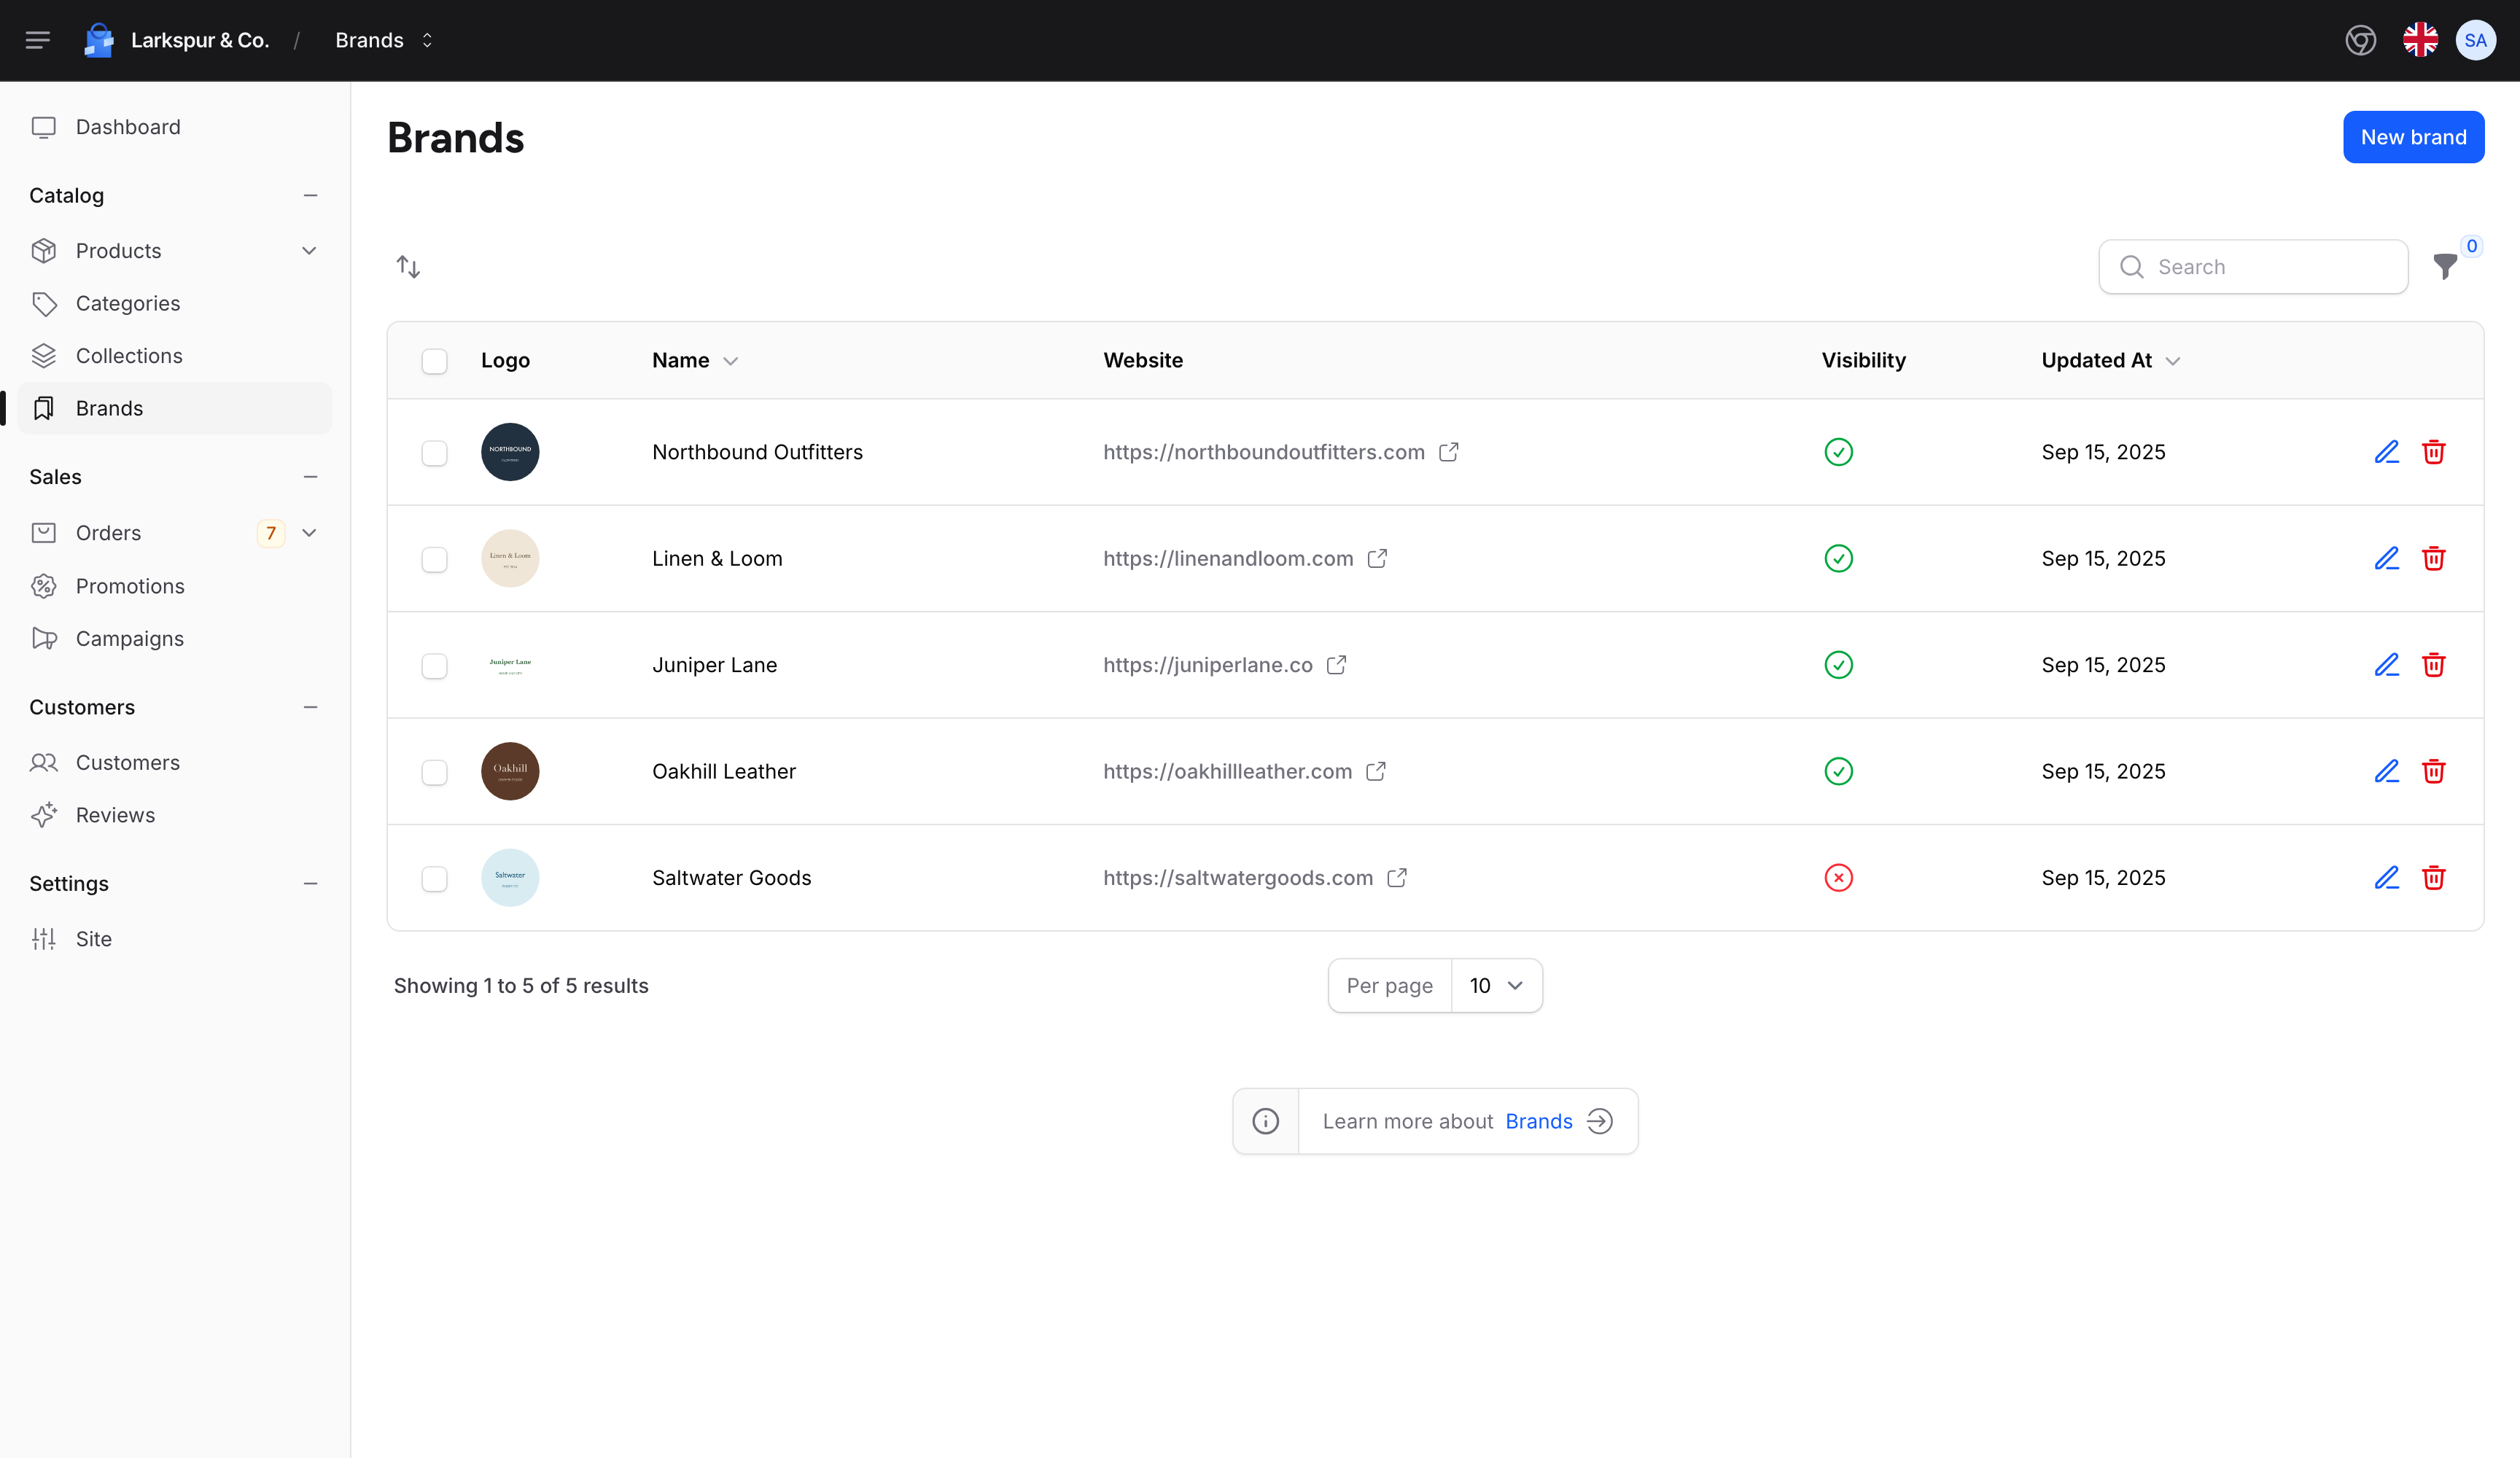 Larkspur & Co. / Brands
SA
Dashboard
Catalog
Products
Categories
Collections
Brands
Sales
Orders 7
Promotions
Campaigns
Customers
Customers
Reviews
Settings
Site
Brands
New brand
Search
0
Logo Name Website Visibility Updated At
NORTHBOUND Northbound Outfitters https://northboundoutfitters.com Sep 15, 2025
Linen & Loom Linen & Loom https://linenandloom.com Sep 15, 2025
Juniper Lane Juniper Lane https://juniperlane.co Sep 15, 2025
Oakhill Oakhill Leather https://oakhillleather.com Sep 15, 2025
Saltwater Saltwater Goods https://saltwatergoods.com Sep 15, 2025
Showing 1 to 5 of 5 results
Per page 10
Learn more about Brands